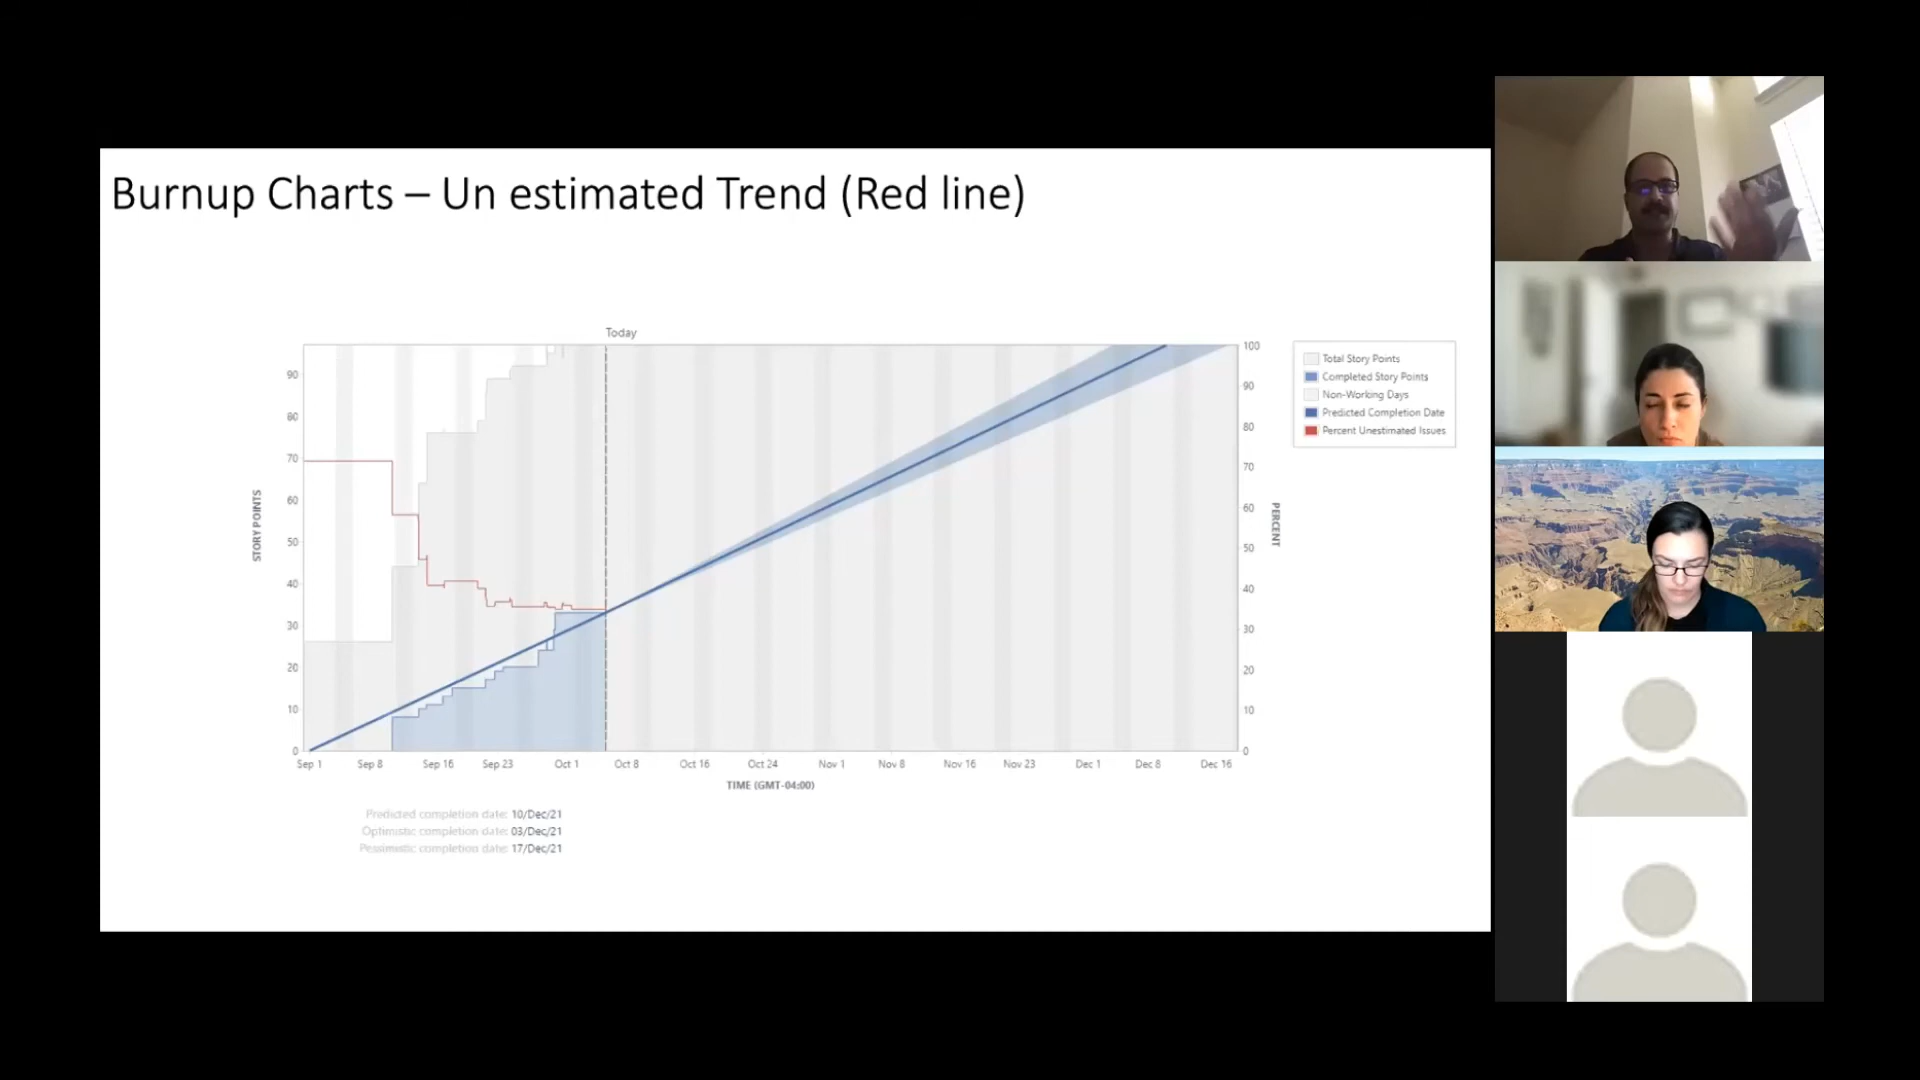 Burnup Charts – Un estimated Trend (Red line)
Today
90
80
70
60
50
40
30
20
10
0
STORY POINTS
100
90
80
70
60
50
40
30
20
10
0
PERCENT
Sep 1 Sep 8 Sep 16 Sep 23 Oct 1 Oct 8 Oct 16 Oct 24 Nov 1 Nov 8 Nov 16 Nov 23 Dec 1 Dec 8 Dec 16
TIME (GMT-04:00)
Total Story Points
Completed Story Points
Non-Working Days
Predicted Completion Date
Percent Unestimated Issues
Predicted completion date: 10/Dec/21
Optimistic completion date: 03/Dec/21
Pessimistic completion date: 17/Dec/21